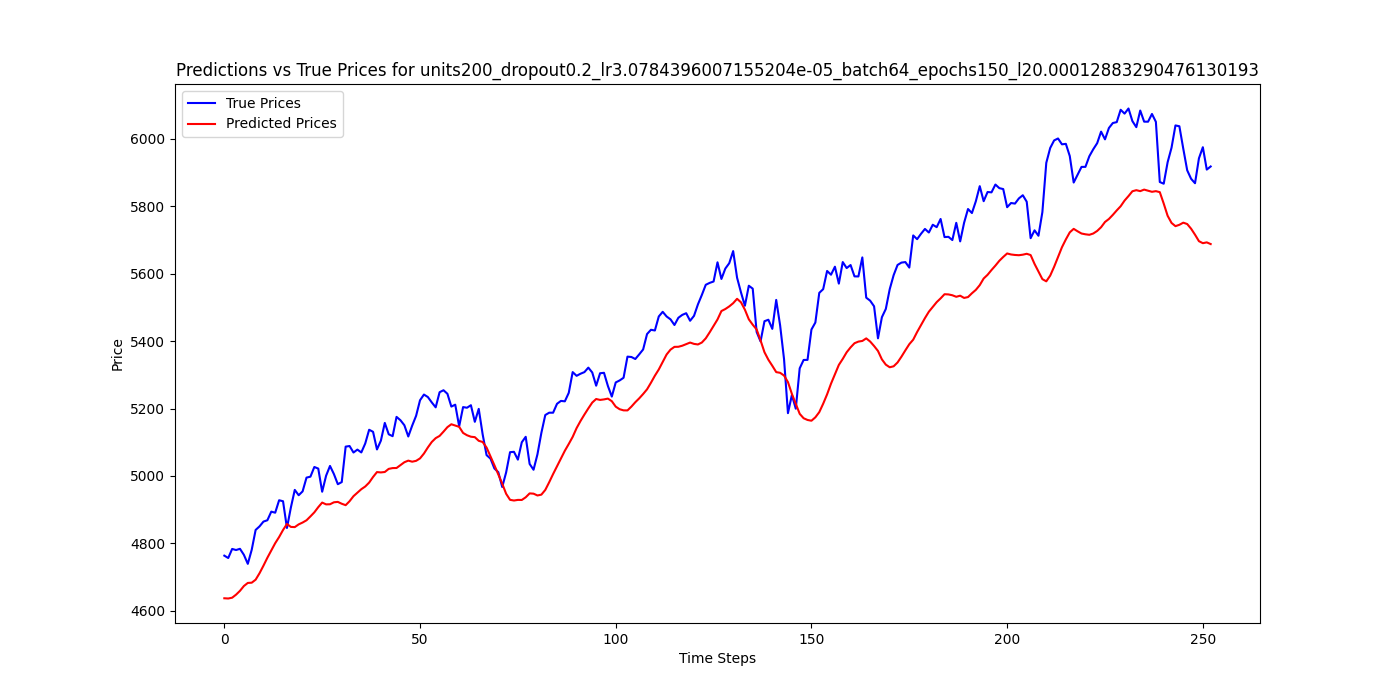 Predictions vs True Prices for units200_dropout0.2_lr3.0784396007155204e-05_batch64_epochs150_l20.00012883290476130193
True Prices
Predicted Prices
6000
5800
5600
5400
5200
5000
4800
4600
Price
0 50 100 150 200 250
Time Steps